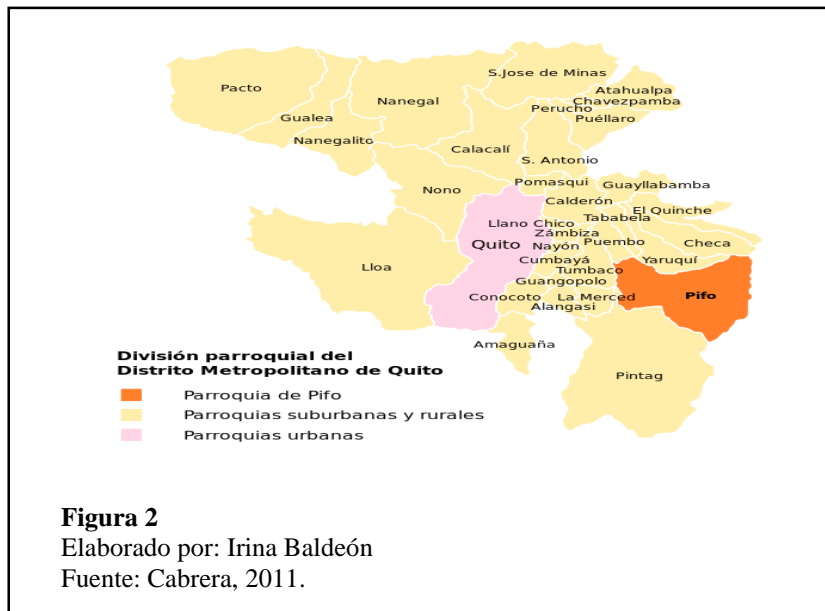 S.Jose de Minas
Pacto
Nanegal
Atahualpa
Chavezpamba
Perucho
Gualea
Puéllaro
Nanegalito
Calacalí
S. Antonio
Pomasqui
Guayllabamba
Nono
Calderón
El Quinche
Tababela
Llano Chico
Zámbiza
Quito
Nayón
Puembo
Checa
Cumbayá
Yaruquí
Lloa
Tumbaco
Guangopolo
Conocoto
La Merced
Pifo
Alangasi
Amaguaña
Pintag
División parroquial del
Distrito Metropolitano de Quito
Parroquia de Pifo
Parroquias suburbanas y rurales
Parroquias urbanas
Figura 2
Elaborado por: Irina Baldeón
Fuente: Cabrera, 2011.